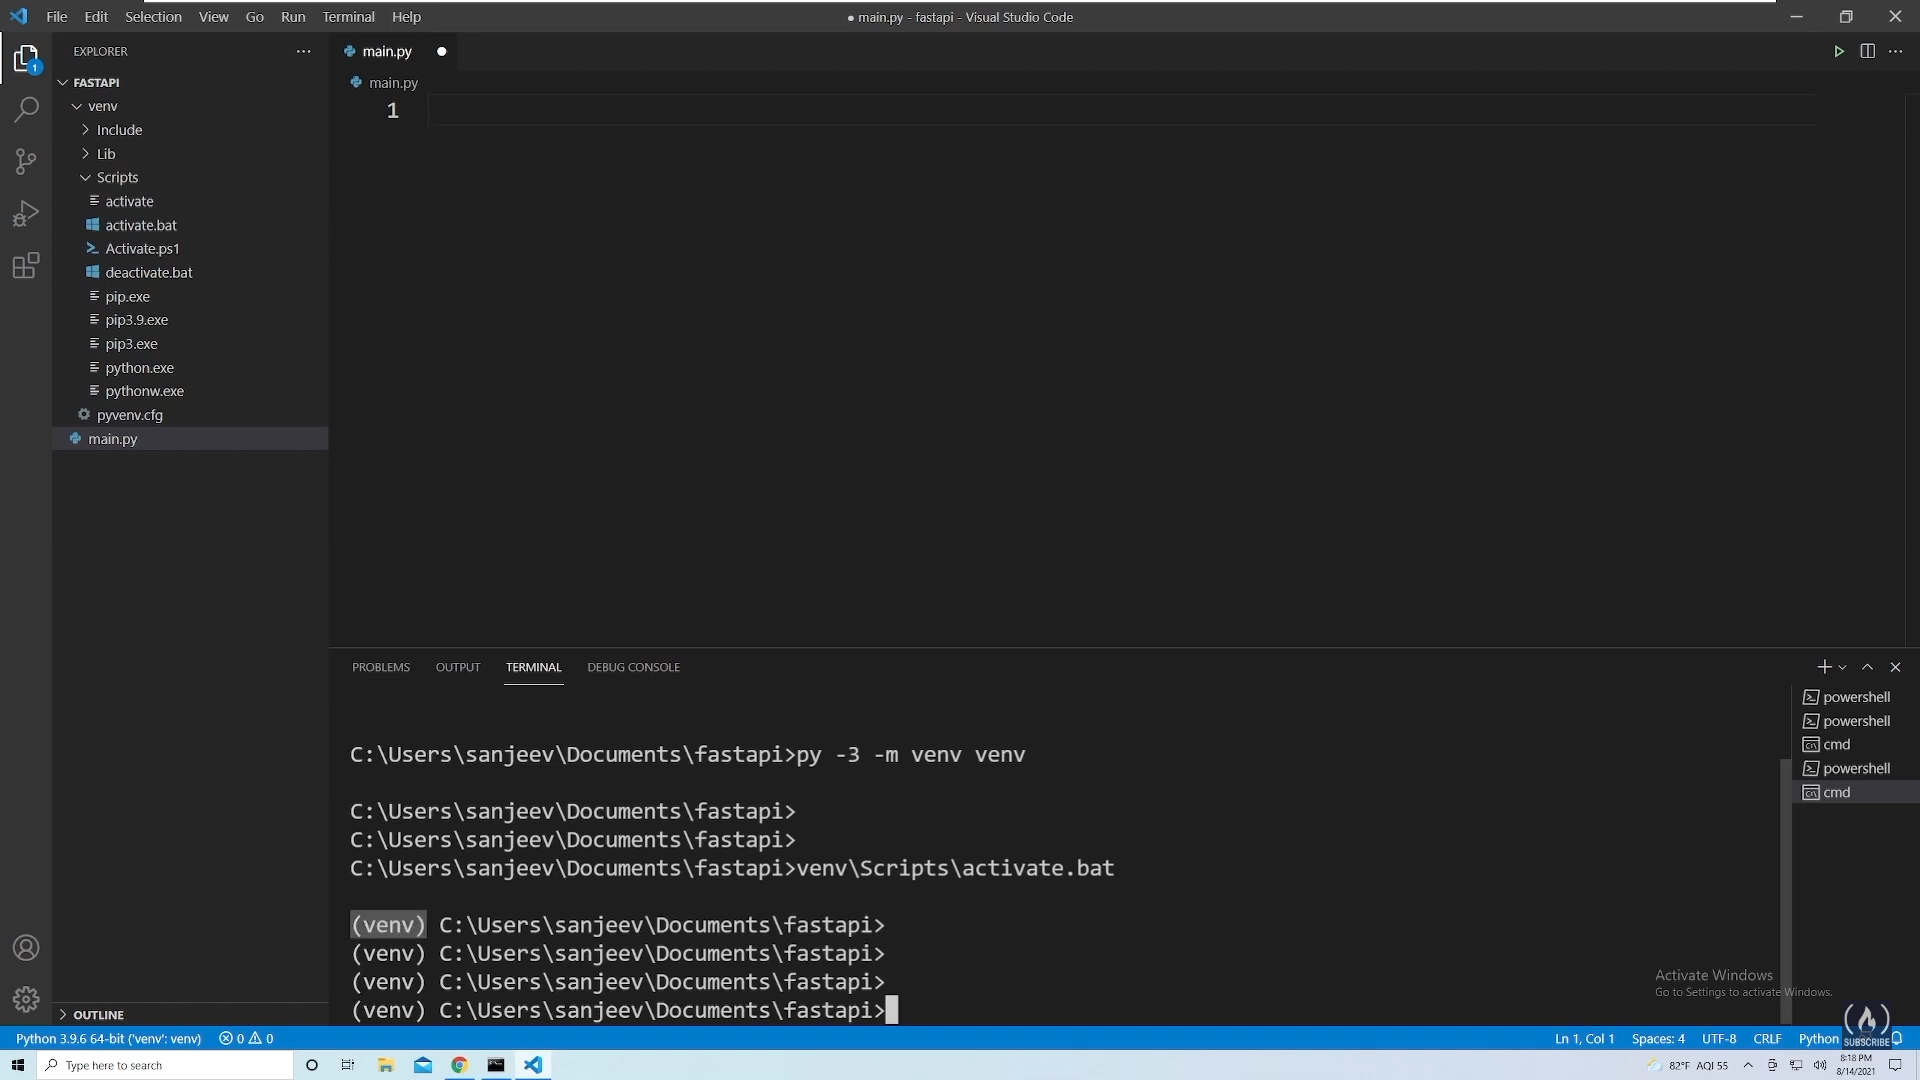 File Edit Selection View Go Run Terminal Help
● main.py - fastapi - Visual Studio Code
EXPLORER
1
FASTAPI
venv
Include
Lib
Scripts
activate
activate.bat
Activate.ps1
deactivate.bat
pip.exe
pip3.9.exe
pip3.exe
python.exe
pythonw.exe
pyvenv.cfg
main.py
OUTLINE
main.py
main.py
1
PROBLEMS OUTPUT TERMINAL DEBUG CONSOLE
C:\Users\sanjeev\Documents\fastapi>py -3 -m venv venv
C:\Users\sanjeev\Documents\fastapi>
C:\Users\sanjeev\Documents\fastapi>
C:\Users\sanjeev\Documents\fastapi>venv\Scripts\activate.bat
(venv) C:\Users\sanjeev\Documents\fastapi>
(venv) C:\Users\sanjeev\Documents\fastapi>
(venv) C:\Users\sanjeev\Documents\fastapi>
(venv) C:\Users\sanjeev\Documents\fastapi>
powershell
powershell
cmd
powershell
cmd
Activate Windows
Go to Settings to activate Windows.
SUBSCRIBE
Python 3.9.6 64-bit ('venv': venv) 0 0
Ln 1, Col 1 Spaces: 4 UTF-8 CRLF Python
Type here to search
82°F AQI 55
8:18 PM
8/14/2021